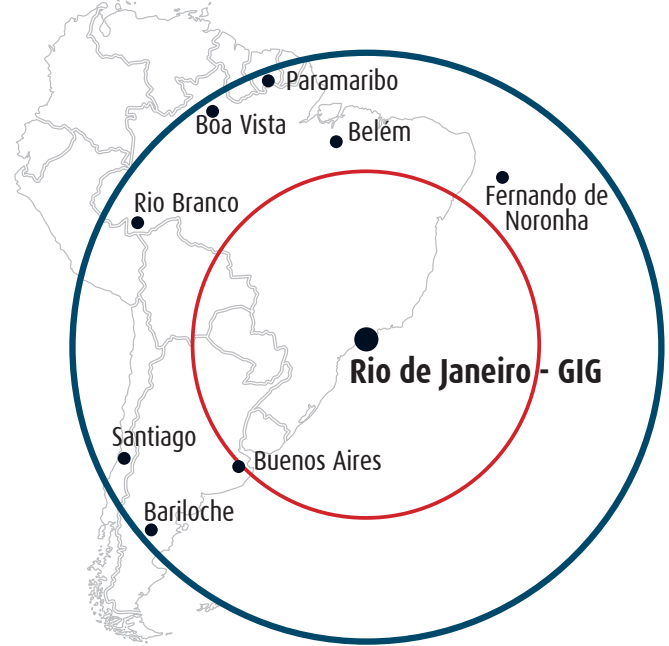 Paramaribo
Boa Vista
Belém
Rio Branco
Fernando de
Noronha
Rio de Janeiro - GIG
Santiago
Buenos Aires
Bariloche